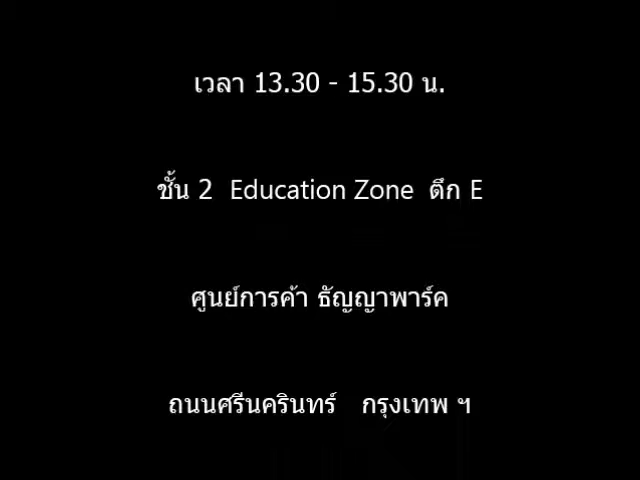 เวลา 13.30 - 15.30 น.
ชั้น 2 Education Zone ตึก E
ศูนย์การค้า ธัญญาพาร์ค
ถนนศรีนครินทร์ กรุงเทพ ฯ